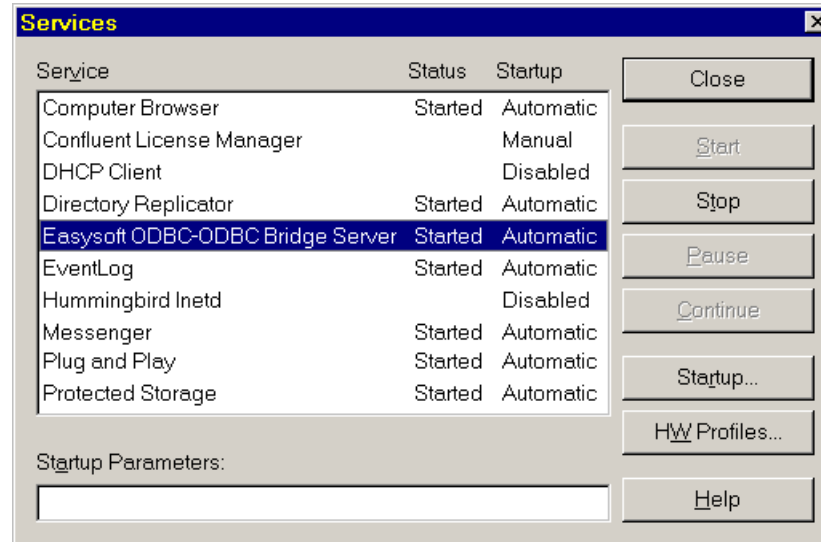 Services
Service Status Startup
Computer Browser Started Automatic
Confluent License Manager Manual
DHCP Client Disabled
Directory Replicator Started Automatic
Easysoft ODBC-ODBC Bridge Server Started Automatic
EventLog Started Automatic
Hummingbird Inetd Disabled
Messenger Started Automatic
Plug and Play Started Automatic
Protected Storage Started Automatic
Startup Parameters:
Close
Start
Stop
Pause
Continue
Startup...
HW Profiles...
Help